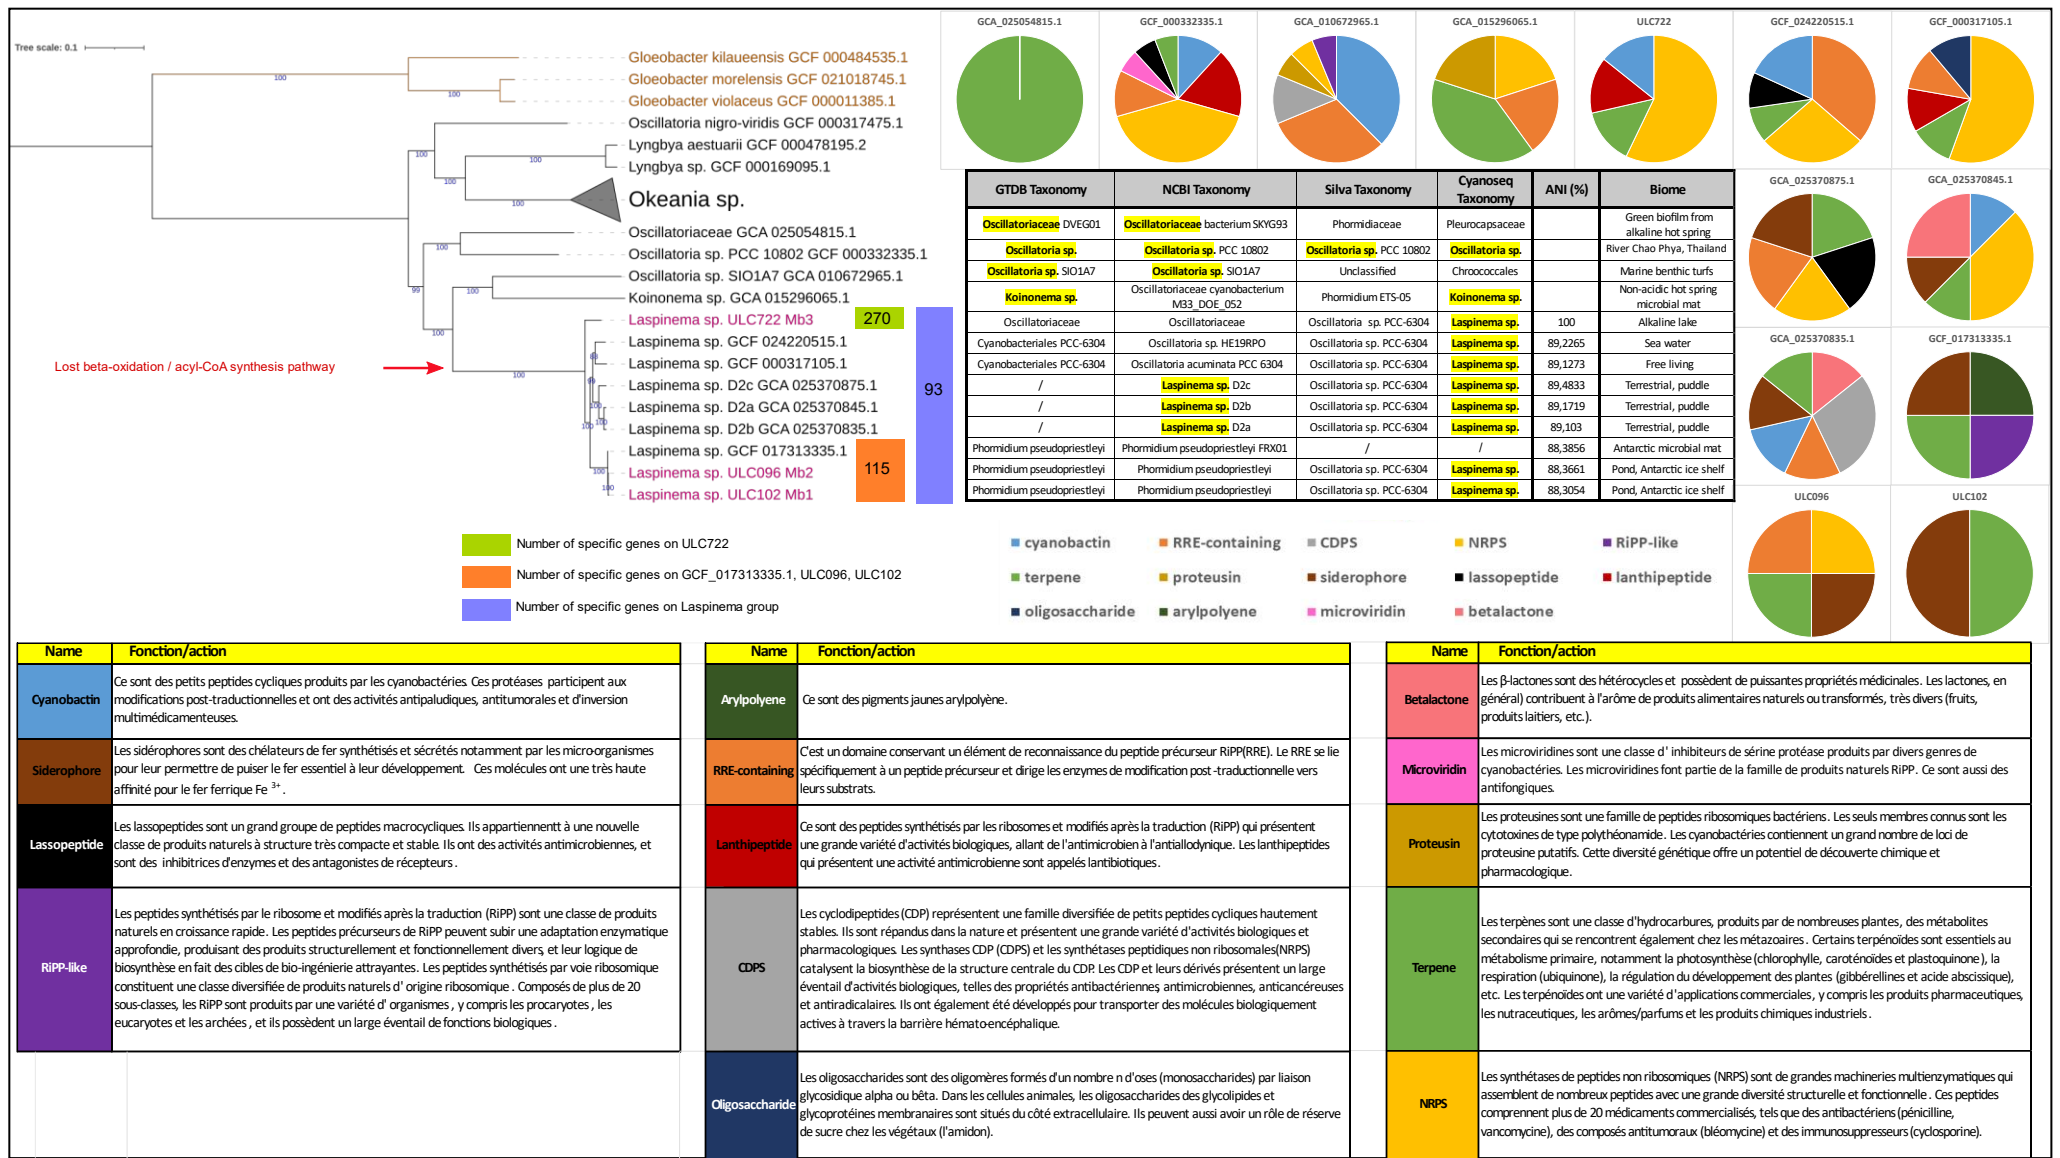 Tree scale: 0.1
Gloeobacter kilaueensis GCF 000484535.1
Gloeobacter morelensis GCF 021018745.1
Gloeobacter violaceus GCF 000011385.1
Oscillatoria nigro-viridis GCF 000317475.1
Lyngbya aestuarii GCF 000478195.2
Lyngbya sp. GCF 000169095.1
Okeania sp.
Oscillatoriaceae GCA 025054815.1
Oscillatoria sp. PCC 10802 GCF 000332335.1
Oscillatoria sp. SIO1A7 GCA 010672965.1
Koinonema sp. GCA 015296065.1
Laspinema sp. ULC722 Mb3
Laspinema sp. GCF 024220515.1
Laspinema sp. GCF 000317105.1
Laspinema sp. D2c GCA 025370875.1
Laspinema sp. D2a GCA 025370845.1
Laspinema sp. D2b GCA 025370835.1
Laspinema sp. GCF 017313335.1
Laspinema sp. ULC096 Mb2
Laspinema sp. ULC102 Mb1
100
100
100
100
100
100
100
100
99
100
100
100
100
100
100
100
Lost beta-oxidation / acyl-CoA synthesis pathway
270
93
115
Number of specific genes on ULC722
Number of specific genes on GCF_017313335.1, ULC096, ULC102
Number of specific genes on Laspinema group
GCA_025054815.1 GCF_000332335.1 GCA_010672965.1 GCA_015296065.1 ULC722 GCF_024220515.1 GCF_000317105.1
GCA_025370875.1 GCA_025370845.1
GCA_025370835.1 GCF_017313335.1
ULC096 ULC102
GTDB Taxonomy NCBI Taxonomy Silva Taxonomy Cyanoseq Taxonomy ANI (%) Biome
Oscillatoriaceae DVEG01 Oscillatoriaceae bacterium SKYG93 Phormidiaceae Pleurocapsaceae Green biofilm from alkaline hot spring
Oscillatoria sp. Oscillatoria sp. PCC 10802 Oscillatoria sp. PCC 10802 Oscillatoria sp. River Chao Phya, Thailand
Oscillatoria sp. SIO1A7 Oscillatoria sp. SIO1A7 Unclassified Chroococcales Marine benthic turfs
Koinonema sp. Oscillatoriaceae cyanobacterium M33_DOE_052 Phormidium ETS-05 Koinonema sp. Non-acidic hot spring microbial mat
Oscillatoriaceae Oscillatoriaceae Oscillatoria sp. PCC-6304 Laspinema sp. 100 Alkaline lake
Cyanobacteriales PCC-6304 Oscillatoria sp. HE19RPO Oscillatoria sp. PCC-6304 Laspinema sp. 89,2265 Sea water
Cyanobacteriales PCC-6304 Oscillatoria acuminata PCC 6304 Oscillatoria sp. PCC-6304 Laspinema sp. 89,1273 Free living
/ Laspinema sp. D2c Oscillatoria sp. PCC-6304 Laspinema sp. 89,4833 Terrestrial, puddle
/ Laspinema sp. D2b Oscillatoria sp. PCC-6304 Laspinema sp. 89,1719 Terrestrial, puddle
/ Laspinema sp. D2a Oscillatoria sp. PCC-6304 Laspinema sp. 89,103 Terrestrial, puddle
Phormidium pseudopriestleyi Phormidium pseudopriestleyi FRX01 / / 88,3856 Antarctic microbial mat
Phormidium pseudopriestleyi Phormidium pseudopriestleyi Oscillatoria sp. PCC-6304 Laspinema sp. 88,3661 Pond, Antarctic ice shelf
Phormidium pseudopriestleyi Phormidium pseudopriestleyi Oscillatoria sp. PCC-6304 Laspinema sp. 88,3054 Pond, Antarctic ice shelf
cyanobactin RRE-containing CDPS NRPS RiPP-like
terpene proteusin siderophore lassopeptide lanthipeptide
oligosaccharide arylpolyene microviridin betalactone
Name Fonction/action
Cyanobactin
Ce sont des petits peptides cycliques produits par les cyanobactéries. Ces protéases participent aux
modifications post-traductionnelles et ont des activités antipaludiques, antitumorales et d'inversion
multimédicamenteuses.
Siderophore
Les sidérophores sont des chélateurs de fer synthétisés et sécrétés notamment par les micro-organismes
pour leur permettre de puiser le fer essentiel à leur développement. Ces molécules ont une très haute
affinité pour le fer ferrique Fe 3+ .
Lassopeptide
Les lassopeptides sont un grand groupe de peptides macrocycliques. Ils appartiennentt à une nouvelle
classe de produits naturels à structure très compacte et stable. Ils ont des activités antimicrobiennes, et
sont des inhibitrices d'enzymes et des antagonistes de récepteurs .
RiPP-like
Les peptides synthétisés par le ribosome et modifiés après la traduction (RiPP) sont une classe de produits
naturels en croissance rapide. Les peptides précurseurs de RiPP peuvent subir une adaptation enzymatique
approfondie, produisant des produits structurellement et fonctionnellement divers, et leur logique de
biosynthèse en fait des cibles de bio-ingénierie attrayantes. Les peptides synthétisés par voie ribosomique
constituent une classe diversifiée de produits naturels d' origine ribosomique . Composés de plus de 20
sous-classes, les RiPP sont produits par une variété d' organismes , y compris les procaryotes , les
eucaryotes et les archées , et ils possèdent un large éventail de fonctions biologiques .
Name Fonction/action
Arylpolyene
Ce sont des pigments jaunes arylpolyène.
RRE-containing
C'est un domaine conservant un élément de reconnaissance du peptide précurseur RiPP(RRE). Le RRE se lie
spécifiquement à un peptide précurseur et dirige les enzymes de modification post-traductionnelle vers
leurs substrats.
Lanthipeptide
Ce sont des peptides synthétisés par les ribosomes et modifiés après la traduction (RiPP) qui présentent
une grande variété d'activités biologiques, allant de l'antimicrobien à l'antiallodynique. Les lanthipeptides
qui présentent une activité antimicrobienne sont appelés lantibiotiques.
CDPS
Les cyclodipeptides (CDP) représentent une famille diversifiée de petits peptides cycliques hautement
stables. Ils sont répandus dans la nature et présentent une grande variété d'activités biologiques et
pharmacologiques. Les synthases CDP (CDPS) et les synthétases peptidiques non ribosomales(NRPS)
catalysent la biosynthèse de la structure centrale du CDP. Les CDP et leurs dérivés présentent un large
éventail d'activités biologiques, telles des propriétés antibactériennes, antimicrobiennes, anticancéreuses
et antiradicalaires. Ils ont également été développés pour transporter des molécules biologiquement
actives à travers la barrière hémato-encéphalique.
Oligosaccharide
Les oligosaccharides sont des oligomères formés d'un nombre n d'oses (monosaccharides) par liaison
glycosidique alpha ou bêta. Dans les cellules animales, les oligosaccharides des glycolipides et
glycoprotéines membranaires sont situés du côté extracellulaire. Ils peuvent aussi avoir un rôle de réserve
de sucre chez les végétaux (l'amidon).
Name Fonction/action
Betalactone
Les β-lactones sont des hétérocycles et possèdent de puissantes propriétés médicinales. Les lactones, en
général) contribuent à l'arôme de produits alimentaires naturels ou transformés, très divers (fruits,
produits laitiers, etc.).
Microviridin
Les microviridines sont une classe d' inhibiteurs de sérine protéase produits par divers genres de
cyanobactéries. Les microviridines font partie de la famille de produits naturels RiPP. Ce sont aussi des
antifongiques.
Proteusin
Les proteusines sont une famille de peptides ribosomiques bactériens. Les seuls membres connus sont les
cytotoxines de type polythéonamide. Les cyanobactéries contiennent un grand nombre de loci de
proteusine putatifs. Cette diversité génétique offre un potentiel de découverte chimique et
pharmacologique.
Terpene
Les terpènes sont une classe d'hydrocarbures, produits par de nombreuses plantes, des métabolites
secondaires qui se rencontrent également chez les métazoaires . Certains terpénoïdes sont essentiels au
métabolisme primaire, notamment la photosynthèse (chlorophylle, caroténoïdes et plastoquinone), la
respiration (ubiquinone), la régulation du développement des plantes (gibbérellines et acide abscissique),
etc. Les terpénoïdes ont une variété d'applications commerciales , y compris les produits pharmaceutiques,
les nutraceutiques, les arômes/parfums et les produits chimiques industriels .
NRPS
Les synthétases de peptides non ribosomiques (NRPS) sont de grandes machineries multienzymatiques qui
assemblent de nombreux peptides avec une grande diversité structurelle et fonctionnelle . Ces peptides
comprennent plus de 20 médicaments commercialisés, tels que des antibactériens (pénicilline,
vancomycine), des composés antitumoraux (bléomycine) et des immunosuppresseurs (cyclosporine).